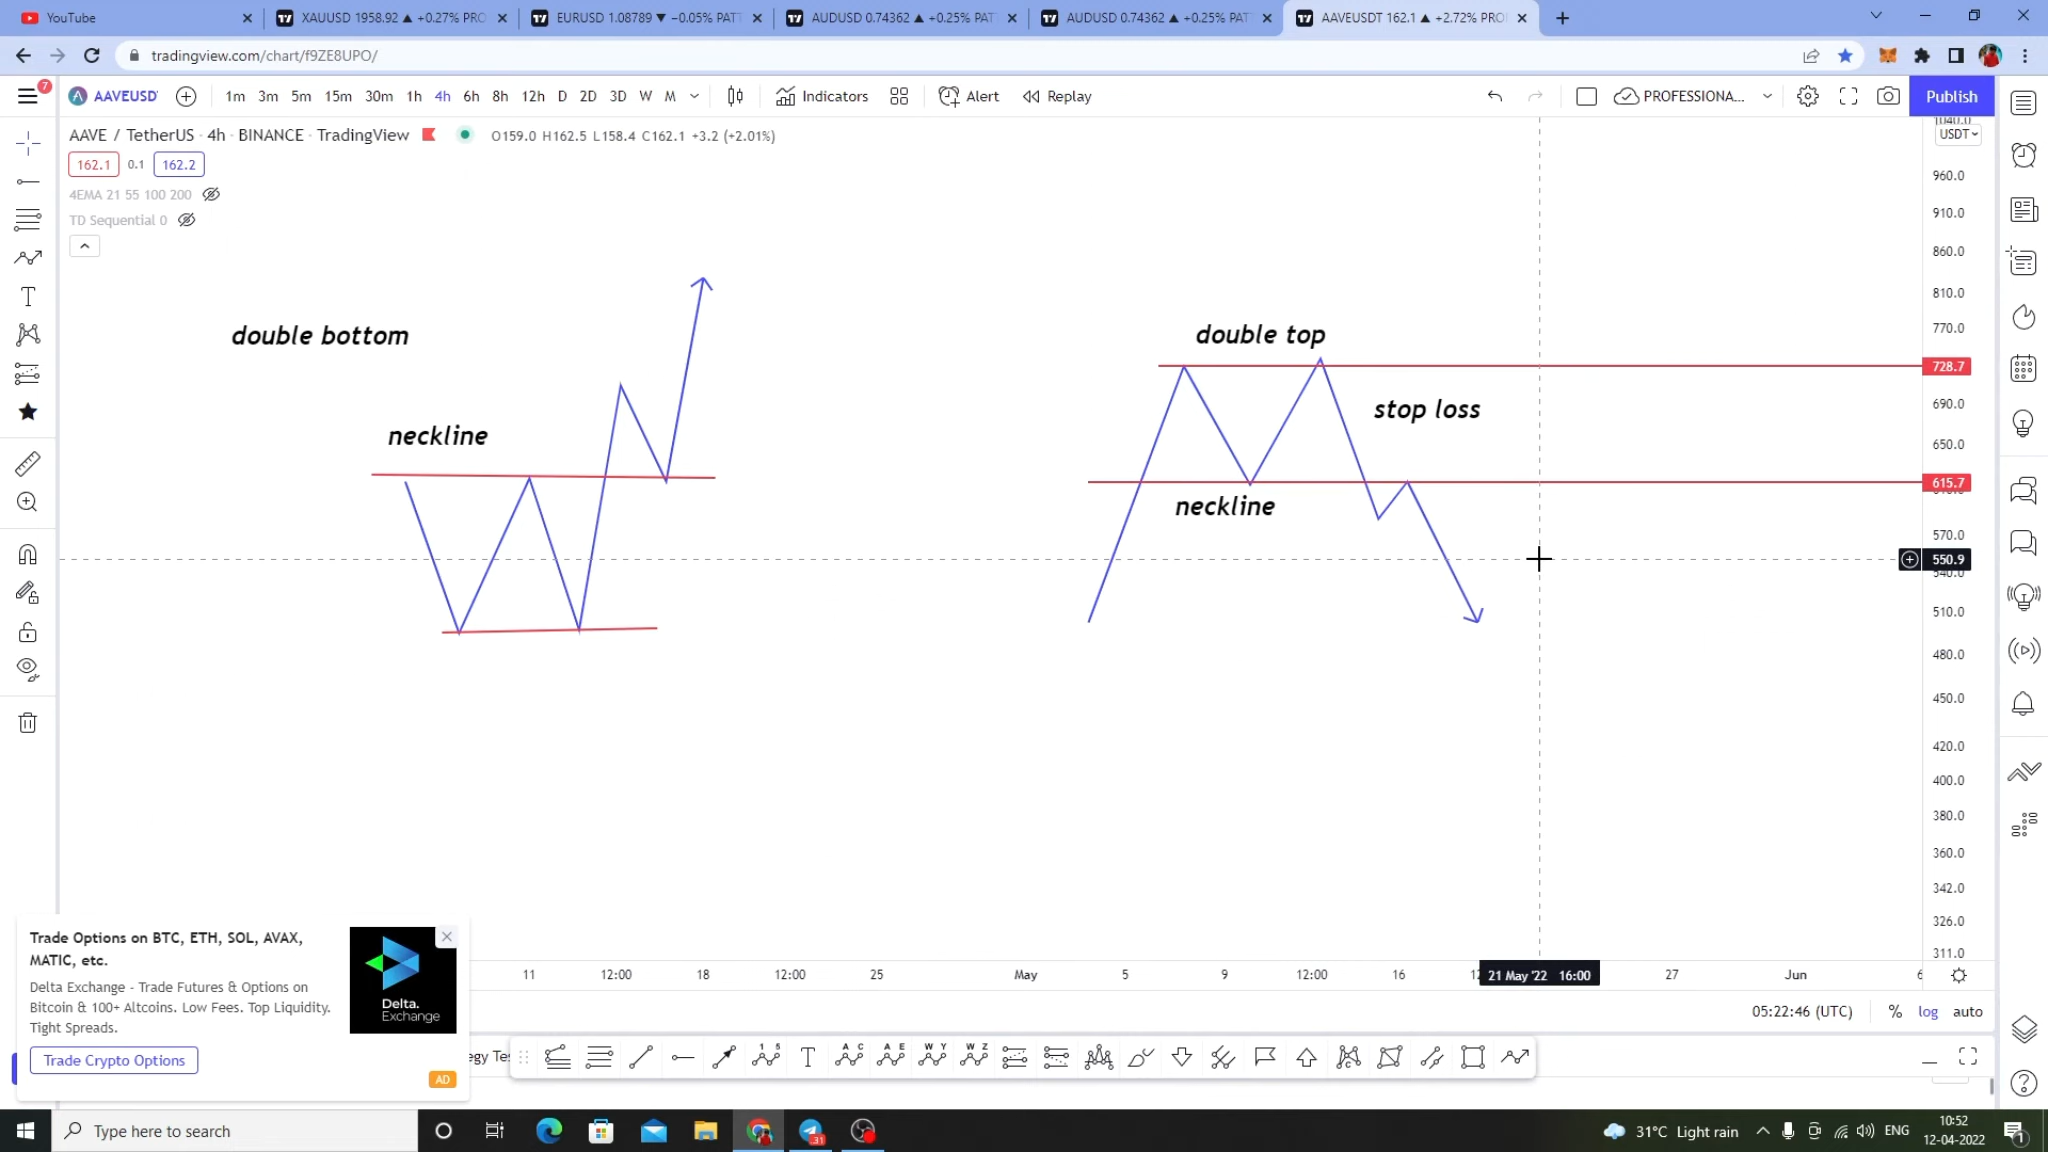 YouTube
XAUUSD 1958.92 ▲ +0.27% PRO
EURUSD 1.08789 ▼ −0.05% PAT
AUDUSD 0.74362 ▲ +0.25% PAT
AUDUSD 0.74362 ▲ +0.25% PAT
AAVEUSDT 162.1 ▲ +2.72% PRO
tradingview.com/chart/f9ZE8UPO/
7
AAVEUSD
1m 3m 5m 15m 30m 1h 4h 6h 8h 12h D 2D 3D W M
Indicators
Alert
Replay
PROFESSIONA...
Publish
AAVE / TetherUS · 4h · BINANCE · TradingView
O159.0 H162.5 L158.4 C162.1 +3.2 (+2.01%)
162.1 0.1 162.2
4EMA 21 55 100 200
TD Sequential 0
double bottom
neckline
double top
stop loss
neckline
1040.0
USDT
960.0
910.0
860.0
810.0
770.0
728.7
690.0
650.0
615.7
570.0
550.9
540.0
510.0
480.0
450.0
420.0
400.0
380.0
360.0
342.0
326.0
311.0
11 12:00 18 12:00 25 May 5 9 12:00 16 21 May '22 16:00 27 Jun 6
05:22:46 (UTC) % log auto
Trade Options on BTC, ETH, SOL, AVAX,
MATIC, etc.
Delta Exchange - Trade Futures & Options on
Bitcoin & 100+ Altcoins. Low Fees. Top Liquidity.
Tight Spreads.
Trade Crypto Options
Delta.
Exchange
AD
Type here to search
31
31°C Light rain
ENG
10:52
12-04-2022
1